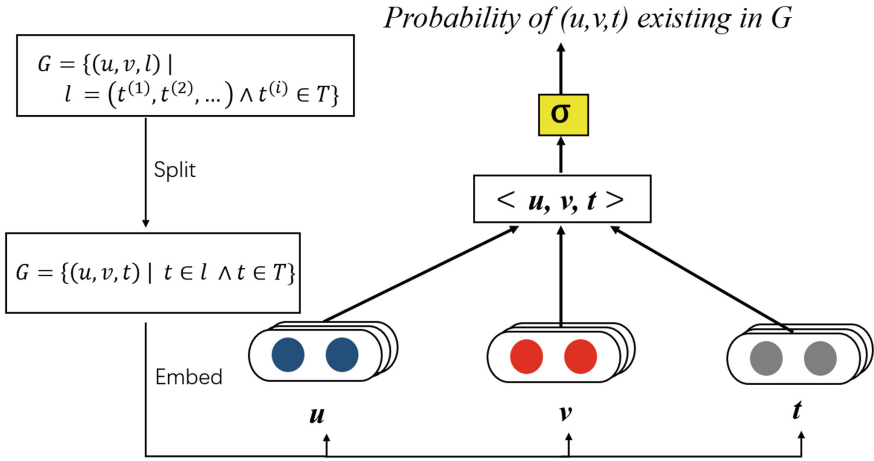 Probability of (u,v,t) existing in G
G = {(u, v, l) |
l = (t⁽¹⁾, t⁽²⁾, … ) ∧ t⁽ⁱ⁾ ∈ T}
σ
Split
< u, v, t >
G = {(u, v, t) | t ∈ l ∧ t ∈ T}
Embed
u
v
t